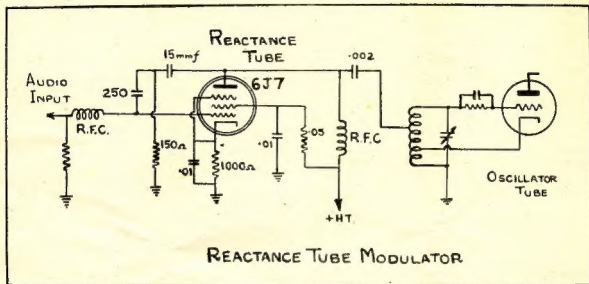 REACTANCE
TUBE
15mmf
.002
6J7
AUDIO
INPUT
250
R.F.C.
150Ω
.01
1000Ω
.01
.05
R.F.C
+HT.
OSCILLATOR
TUBE
REACTANCE TUBE MODULATOR